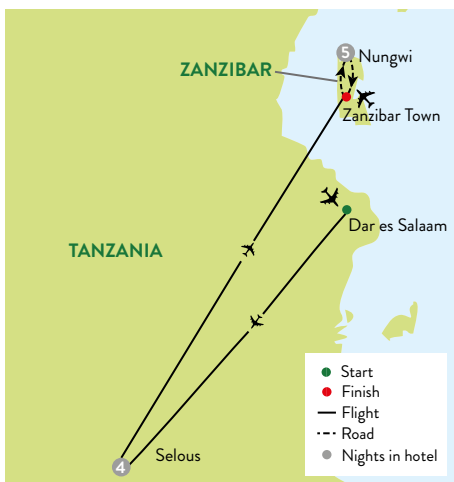 5
Nungwi
ZANZIBAR
Zanzibar Town
Dar es Salaam
TANZANIA
4
Selous
Start
Finish
Flight
Road
Nights in hotel